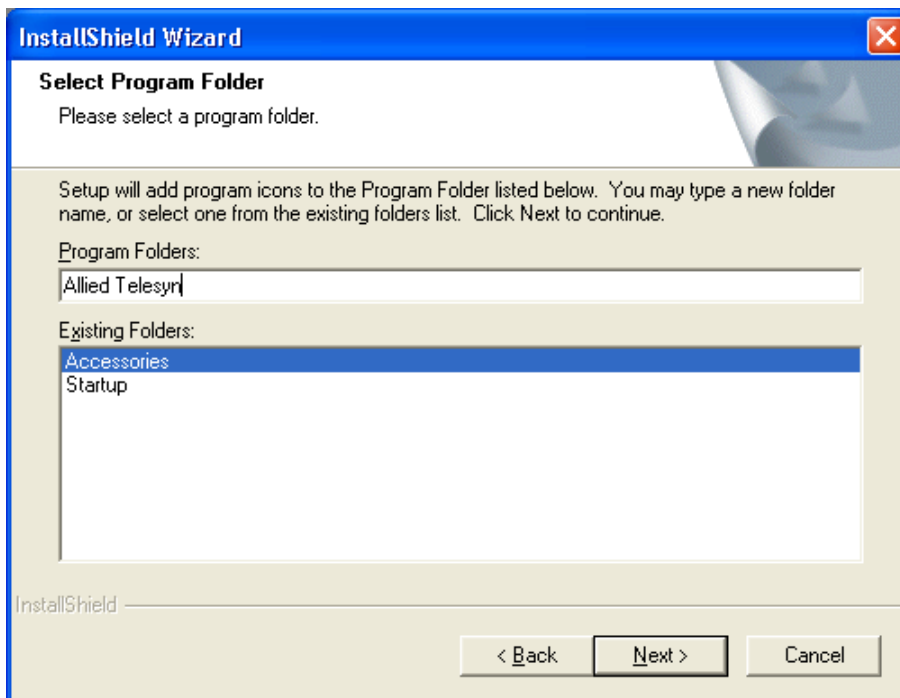 InstallShield Wizard
Select Program Folder
Please select a program folder.
Setup will add program icons to the Program Folder listed below.  You may type a new folder
name, or select one from the existing folders list.  Click Next to continue.
Program Folders:
Allied Telesyn
Existing Folders:
Accessories
Startup
InstallShield
< Back
Next >
Cancel